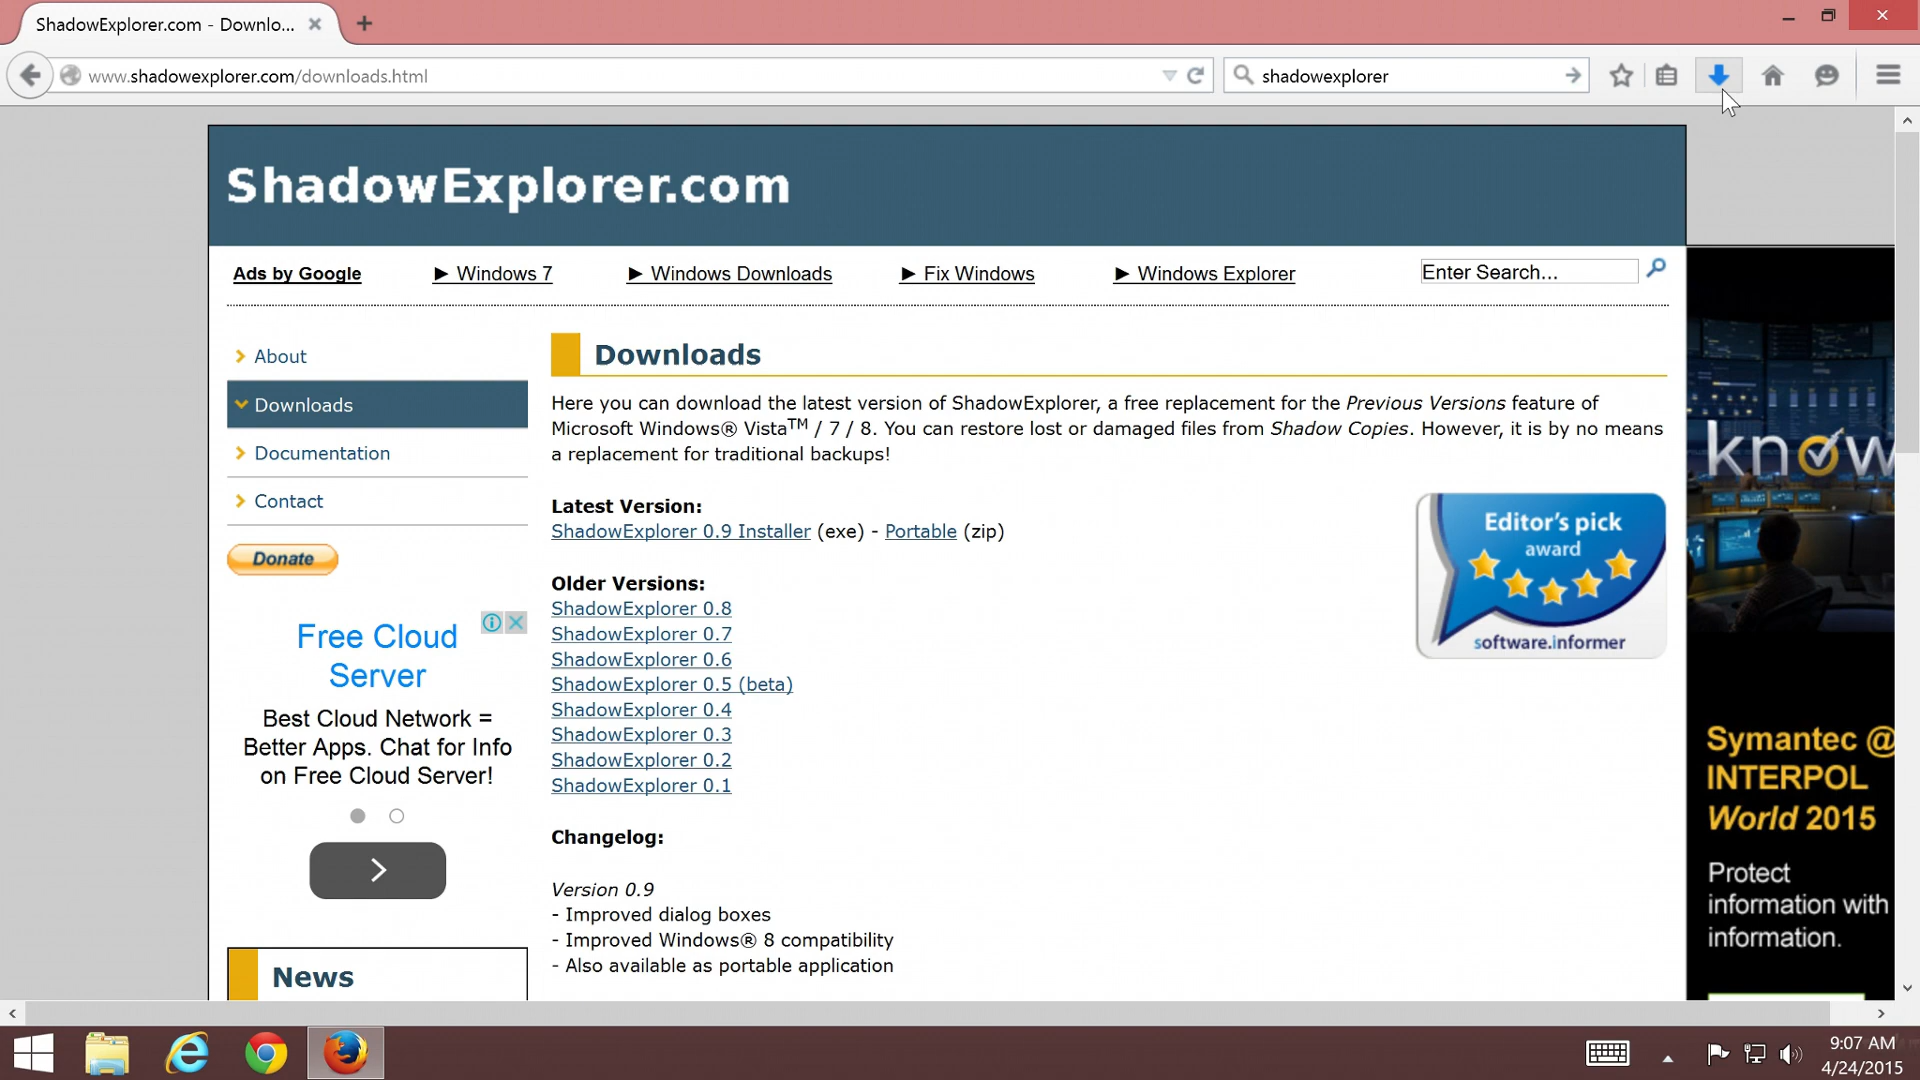 ShadowExplorer.com - Downlo...
www.shadowexplorer.com/downloads.html
shadowexplorer
ShadowExplorer.com
Ads by Google
► Windows 7
► Windows Downloads
► Fix Windows
► Windows Explorer
Enter Search...
About
Downloads
Documentation
Contact
Donate
Free Cloud
Server
Best Cloud Network =
Better Apps. Chat for Info
on Free Cloud Server!
News
Downloads
Here you can download the latest version of ShadowExplorer, a free replacement for the Previous Versions feature of
Microsoft Windows® Vista™ / 7 / 8. You can restore lost or damaged files from Shadow Copies. However, it is by no means
a replacement for traditional backups!
Latest Version:
ShadowExplorer 0.9 Installer (exe) - Portable (zip)
Older Versions:
ShadowExplorer 0.8
ShadowExplorer 0.7
ShadowExplorer 0.6
ShadowExplorer 0.5 (beta)
ShadowExplorer 0.4
ShadowExplorer 0.3
ShadowExplorer 0.2
ShadowExplorer 0.1
Changelog:
Version 0.9
- Improved dialog boxes
- Improved Windows® 8 compatibility
- Also available as portable application
Editor's pick
award
software.informer
know
Symantec @
INTERPOL
World 2015
Protect
information with
information.
9:07 AM
4/24/2015